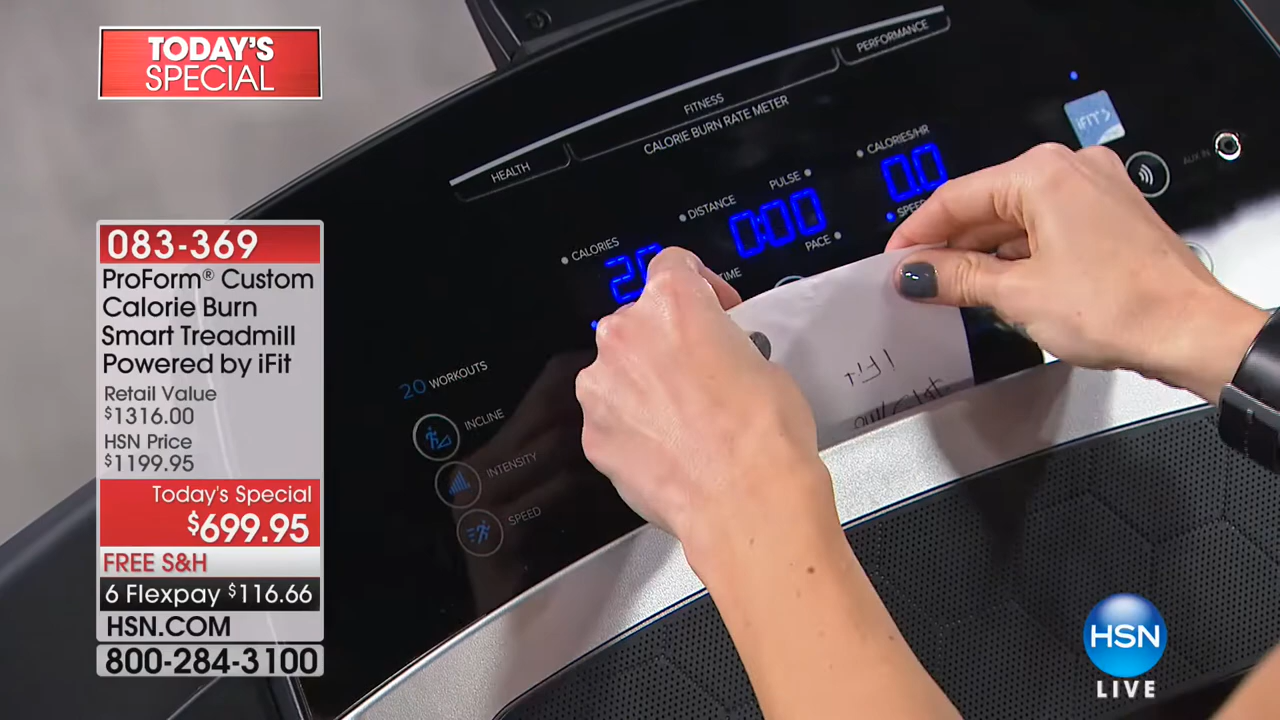 TODAY'S
SPECIAL
083-369
ProForm® Custom
Calorie Burn
Smart Treadmill
Powered by iFit
Retail Value
$1316.00
HSN Price
$1199.95
Today's Special
$699.95
FREE S&H
6 Flexpay $116.66
HSN.COM
800-284-3100
HEALTH
FITNESS
PERFORMANCE
CALORIE BURN RATE METER
CALORIES
DISTANCE
PULSE
CALORIES/HR
0:00
0.0
TIME
PACE
20 WORKOUTS
INCLINE
INTENSITY
SPEED
AUX IN
iFit
HSN
LIVE